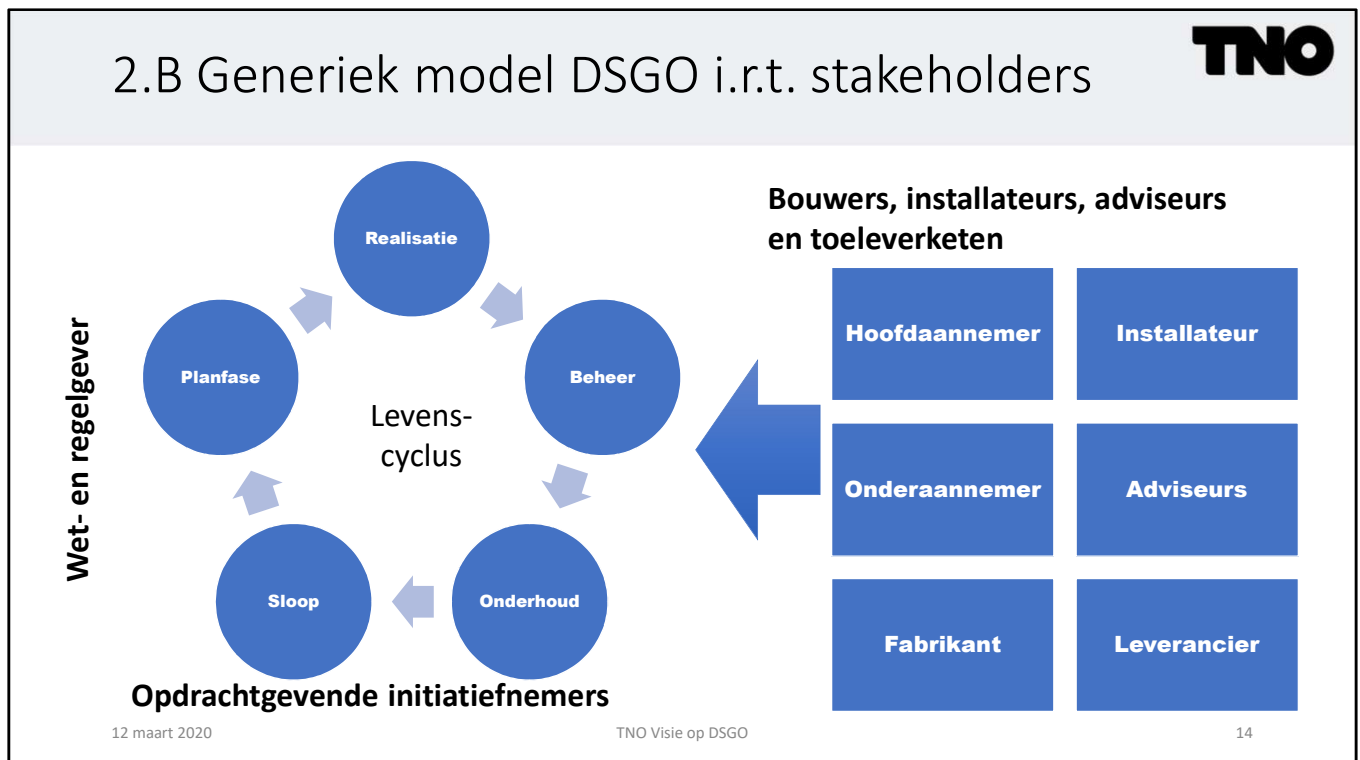 2.B Generiek model DSGO i.r.t. stakeholders
TNO
Wet- en regelgever
Realisatie
Planfase
Beheer
Levens-
cyclus
Sloop
Onderhoud
Opdrachtgevende initiatiefnemers
Bouwers, installateurs, adviseurs
en toeleverketen
Hoofdaannemer
Installateur
Onderaannemer
Adviseurs
Fabrikant
Leverancier
12 maart 2020
TNO Visie op DSGO
14